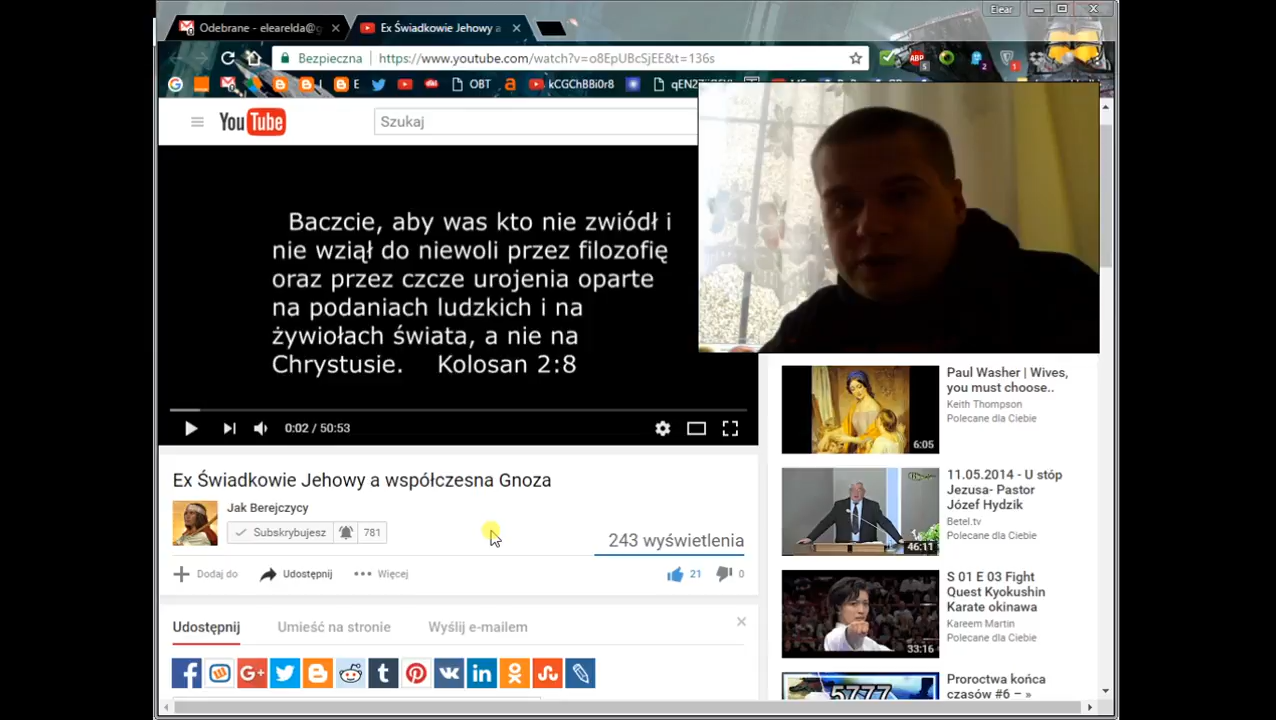 Elear
Odebrane - elearelda@g
Ex Świadkowie Jehowy a
Bezpieczna
https://www.youtube.com/watch?v=o8EpUBcSjEE&t=136s
ABP
5
2
1
OBT
kCGChBBi0r8
YouTube
Szukaj
Baczcie, aby was kto nie zwiódł i
nie wziął do niewoli przez filozofię
oraz przez czcze urojenia oparte
na podaniach ludzkich i na
żywiołach świata, a nie na
Chrystusie. Kolosan 2:8
0:02 / 50:53
Ex Świadkowie Jehowy a współczesna Gnoza
Jak Berejczycy
Subskrybujesz
781
243 wyświetlenia
Dodaj do
Udostępnij
Więcej
21
0
Udostępnij
Umieść na stronie
Wyślij e-mailem
Paul Washer | Wives,
you must choose..
Keith Thompson
Polecane dla Ciebie
6:05
11.05.2014 - U stóp
Jezusa- Pastor
Józef Hydzik
Betel.tv
Polecane dla Ciebie
46:11
S 01 E 03 Fight
Quest Kyokushin
Karate okinawa
Kareem Martin
Polecane dla Ciebie
33:16
Proroctwa końca
czasów #6 – »
5777